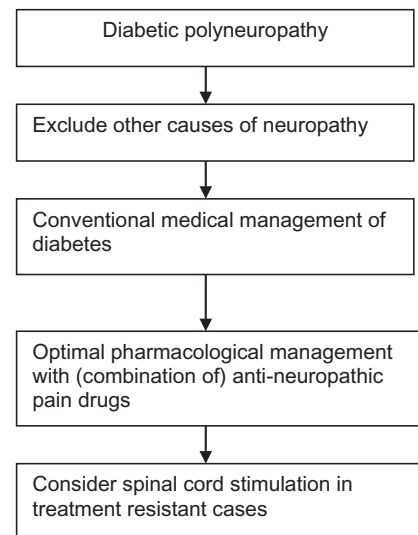 Diabetic polyneuropathy
Exclude other causes of neuropathy
Conventional medical management of
diabetes
Optimal pharmacological management
with (combination of) anti-neuropathic
pain drugs
Consider spinal cord stimulation in
treatment resistant cases